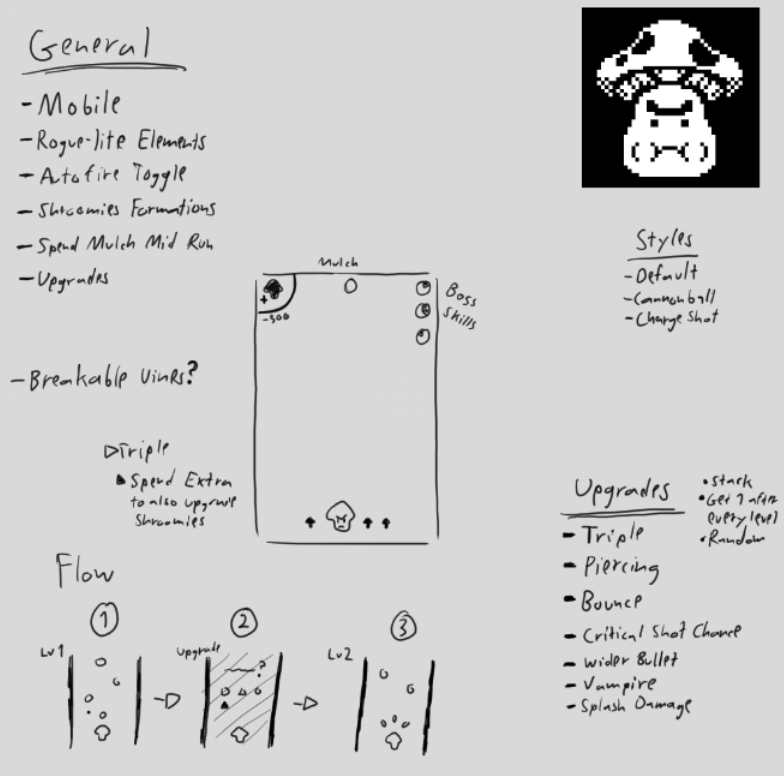 General
- Mobile
- Rogue-lite Elements
- Autofire Toggle
- Shroomies Formations
- Spend Mulch Mid Run
- Upgrades
Mulch
+
-300
Boss
Skills
Styles
- Default
- Cannonball
- Charge Shot
- Breakable Vines?
Triple
Spend Extra
to also upgrade
Shroomies
Upgrades
- Triple
- Piercing
- Bounce
- Critical Shot Chance
- Wider Bullet
- Vampire
- Splash Damage
• Stack
• Get 1 after
every level
• Random
Flow
1
2
3
Lv1
Upgrade
?
Lv2